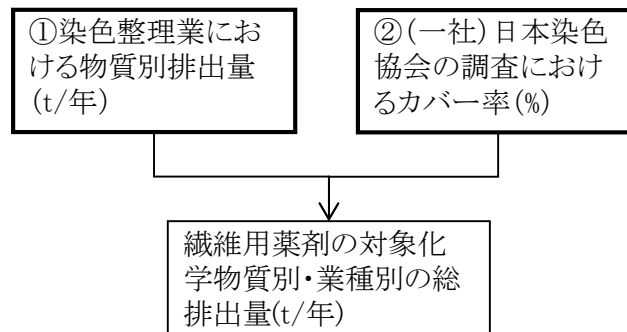 ①染色整理業にお
ける物質別排出量
(t/年)
②(一社)日本染色
協会の調査におけ
るカバー率(%)
繊維用薬剤の対象化
学物質別・業種別の総
排出量(t/年)